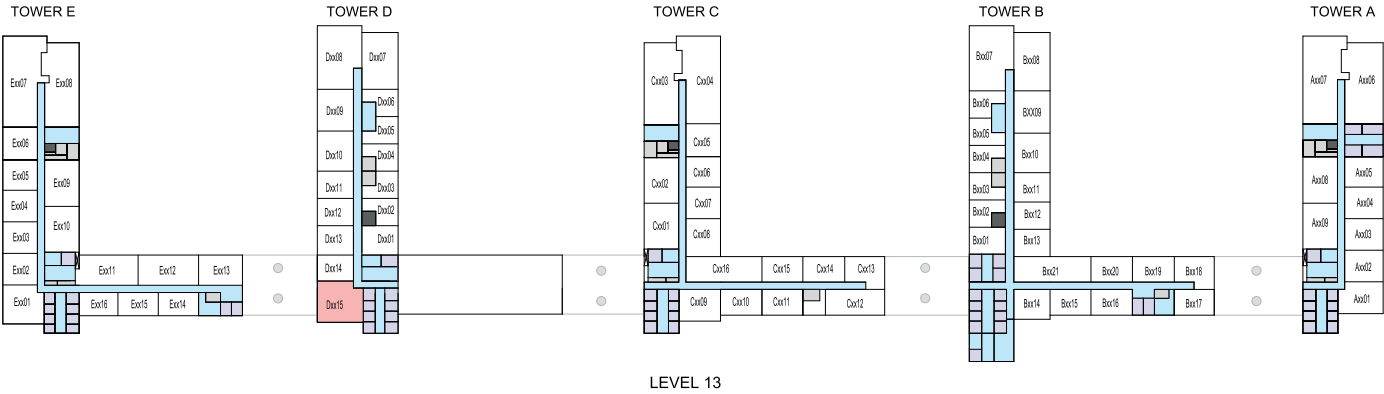 TOWER E
TOWER D
TOWER C
TOWER B
TOWER A
Exx07
Exx08
Exx06
Exx05
Exx09
Exx04
Exx10
Exx03
Exx02
Exx11
Exx12
Exx13
Exx01
Exx16
Exx15
Exx14
Dxx08
Dxx07
Dxx09
Dxx06
Dxx05
Dxx10
Dxx04
Dxx11
Dxx03
Dxx12
Dxx02
Dxx13
Dxx01
Dxx14
Dxx15
Cxx03
Cxx04
Cxx05
Cxx02
Cxx06
Cxx07
Cxx01
Cxx08
Cxx16
Cxx15
Cxx14
Cxx13
Cxx09
Cxx10
Cxx11
Cxx12
Bxx07
Bxx08
Bxx06
BXX09
Bxx05
Bxx04
Bxx10
Bxx03
Bxx11
Bxx02
Bxx12
Bxx01
Bxx13
Bxx21
Bxx20
Bxx19
Bxx18
Bxx14
Bxx15
Bxx16
Bxx17
Axx07
Axx06
Axx08
Axx05
Axx04
Axx09
Axx03
Axx02
Axx01
LEVEL 13